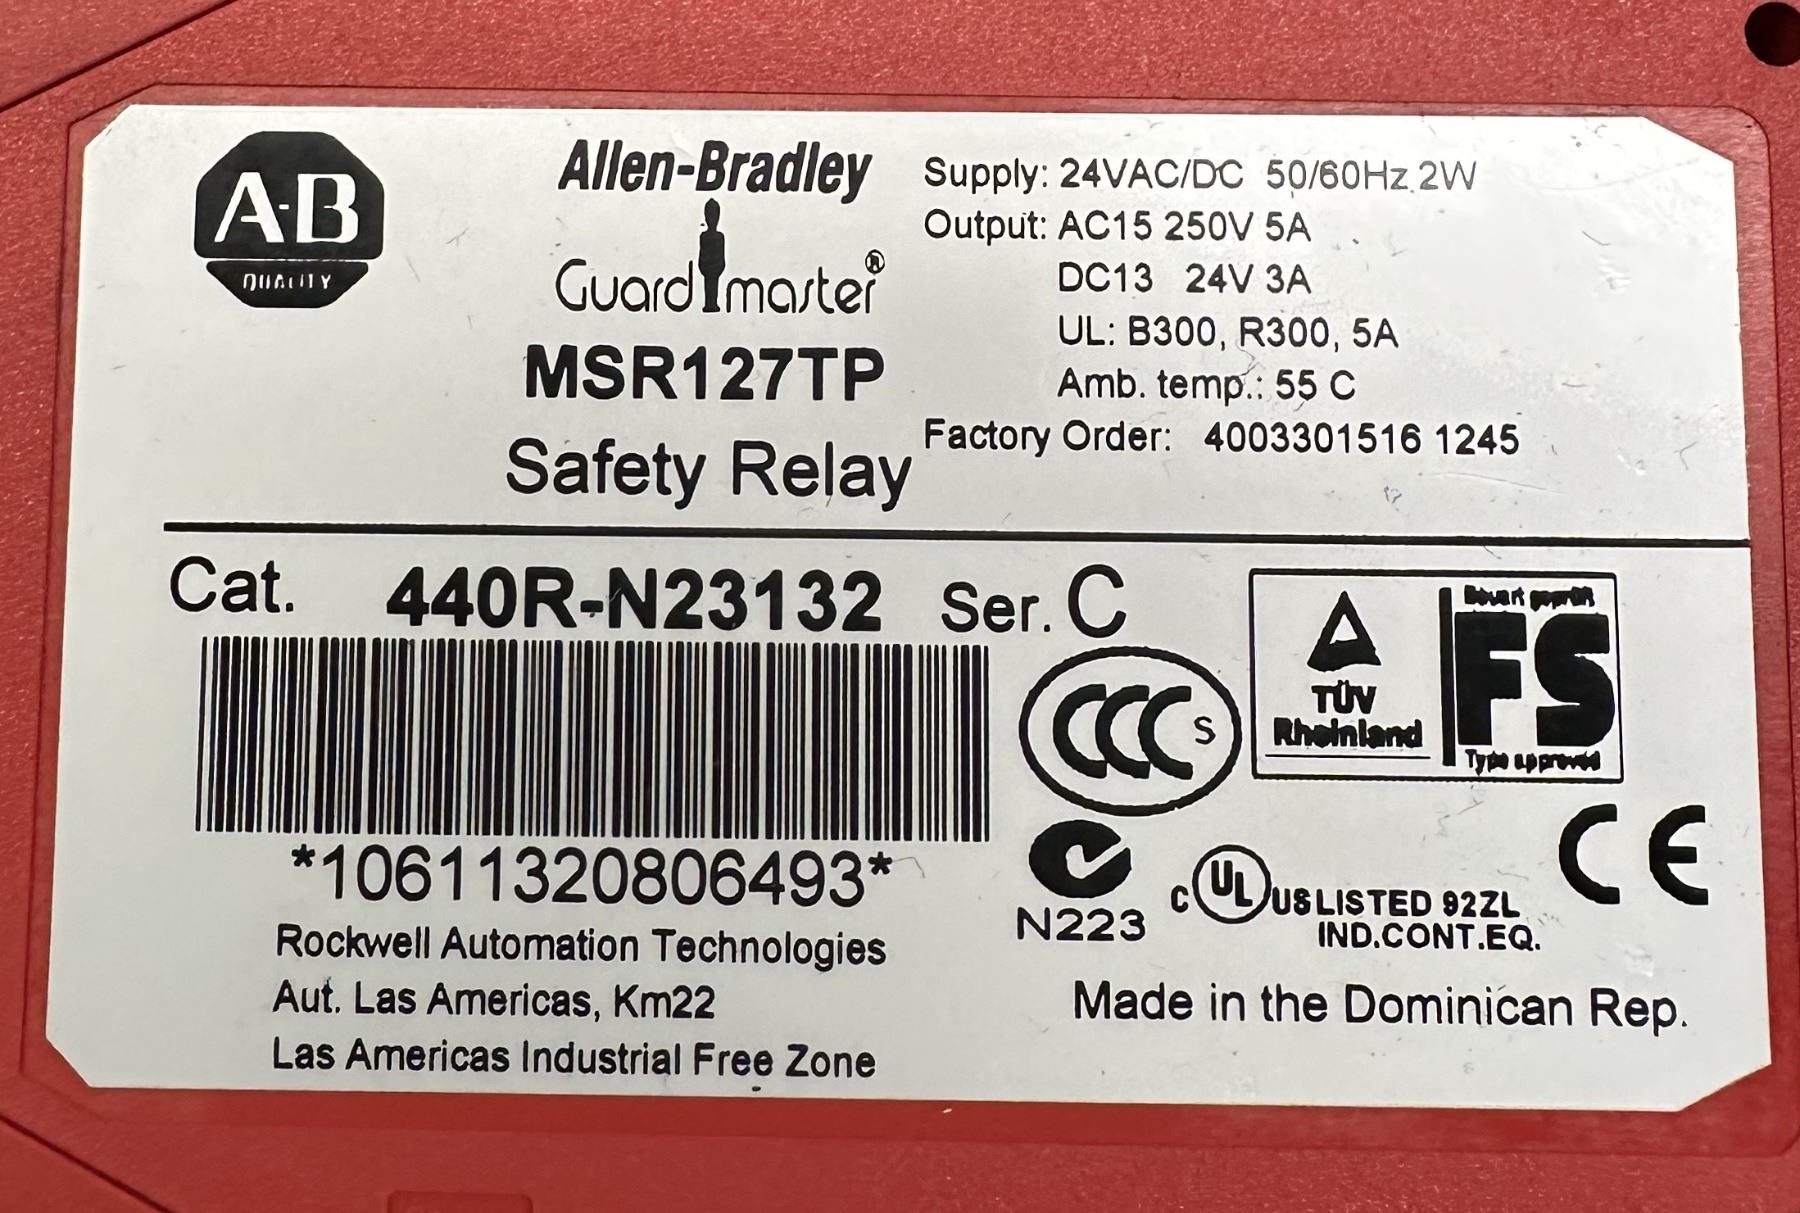 A-B
QUALITY
Allen-Bradley
Guardmaster®
MSR127TP
Safety Relay
Supply: 24VAC/DC 50/60Hz 2W
Output: AC15 250V 5A
DC13 24V 3A
UL: B300, R300, 5A
Amb. temp.: 55 C
Factory Order: 4003301516 1245
Cat. 440R-N23132 Ser. C
*10611320806493*
Rockwell Automation Technologies
Aut. Las Americas, Km22
Las Americas Industrial Free Zone
CCC S
TÜV
Rheinland
Bauart geprüft
FS
Type approved
N223
C UL US LISTED 92ZL
IND.CONT.EQ.
CE
Made in the Dominican Rep.